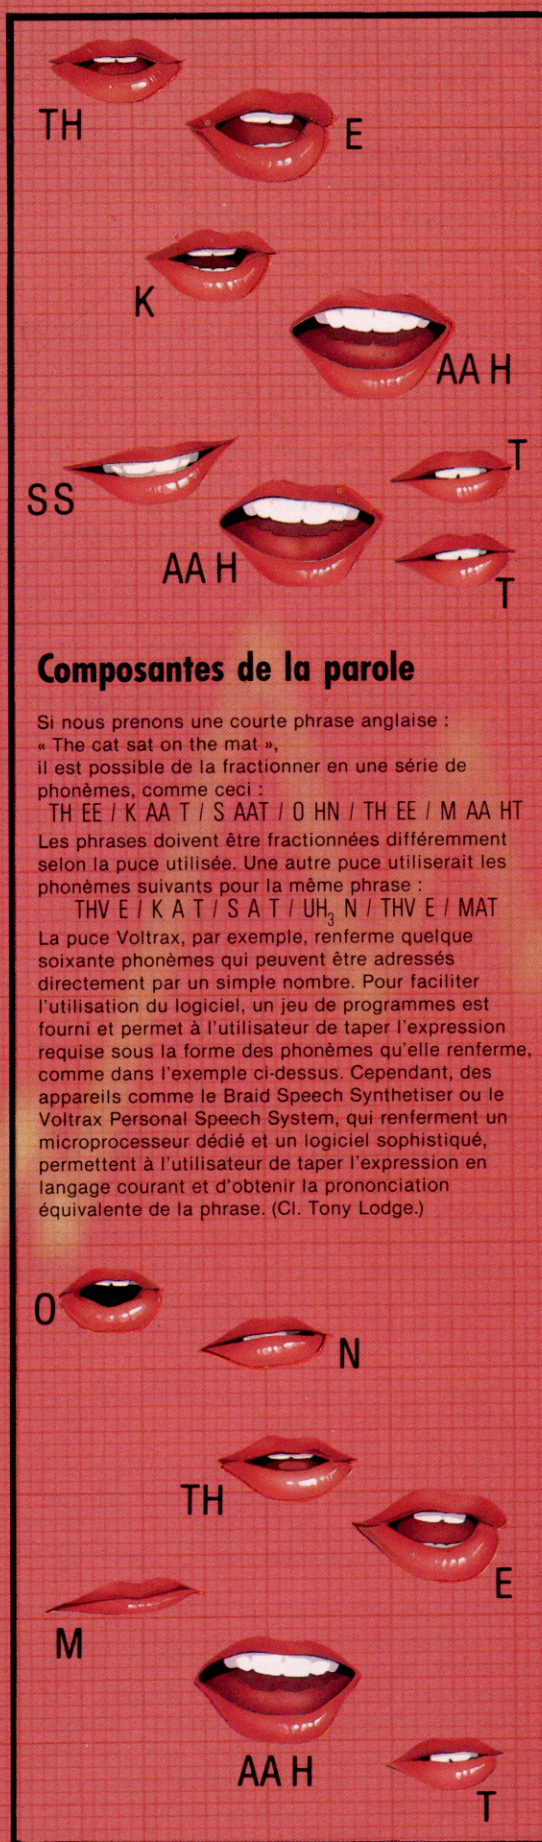 TH
E
K
AA H
T
SS
AA H
T
Composantes de la parole
Si nous prenons une courte phrase anglaise :
« The cat sat on the mat »,
il est possible de la fractionner en une série de
phonèmes, comme ceci :
TH EE / K AA T / S AAT / O HN / TH EE / M AA HT
Les phrases doivent être fractionnées différemment
selon la puce utilisée. Une autre puce utiliserait les
phonèmes suivants pour la même phrase :
THV E / K A T / S A T / UH₃ N / THV E / MAT
La puce Voltrax, par exemple, renferme quelque
soixante phonèmes qui peuvent être adressés
directement par un simple nombre. Pour faciliter
l'utilisation du logiciel, un jeu de programmes est
fourni et permet à l'utilisateur de taper l'expression
requise sous la forme des phonèmes qu'elle renferme,
comme dans l'exemple ci-dessus. Cependant, des
appareils comme le Braid Speech Synthetiser ou le
Voltrax Personal Speech System, qui renferment un
microprocesseur dédié et un logiciel sophistiqué,
permettent à l'utilisateur de taper l'expression en
langage courant et d'obtenir la prononciation
équivalente de la phrase. (Cl. Tony Lodge.)
O
N
TH
E
M
AA H
T